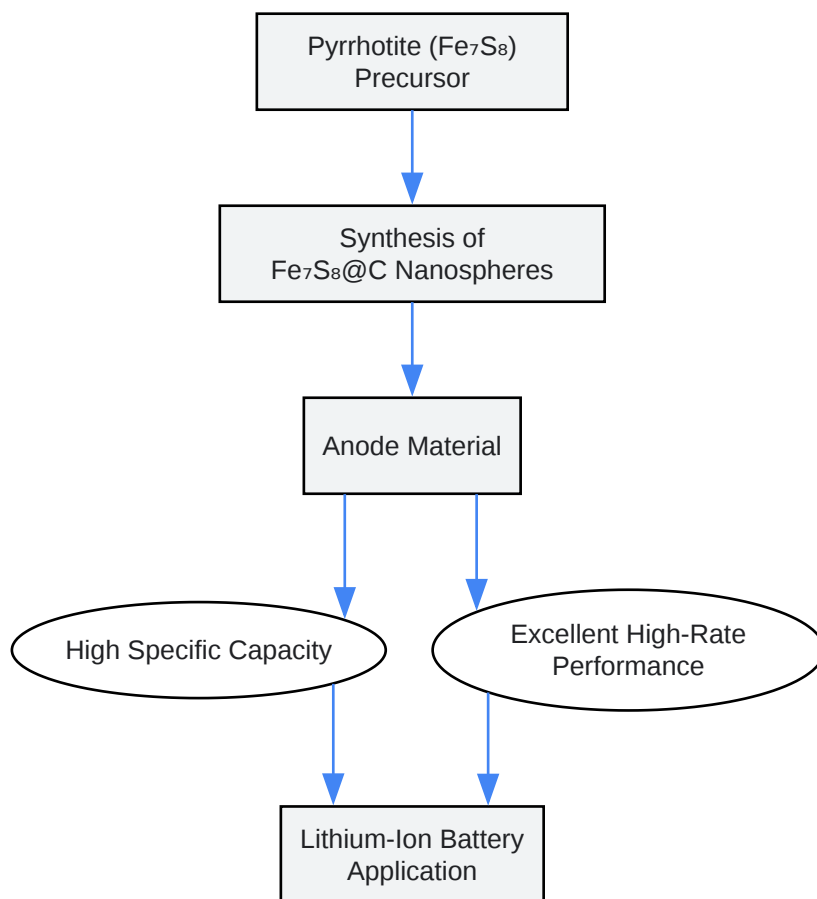 Pyrrhotite (Fe₇S₈)
Precursor
Synthesis of
Fe₇S₈@C Nanospheres
Anode Material
High Specific Capacity
Excellent High-Rate
Performance
Lithium-Ion Battery
Application